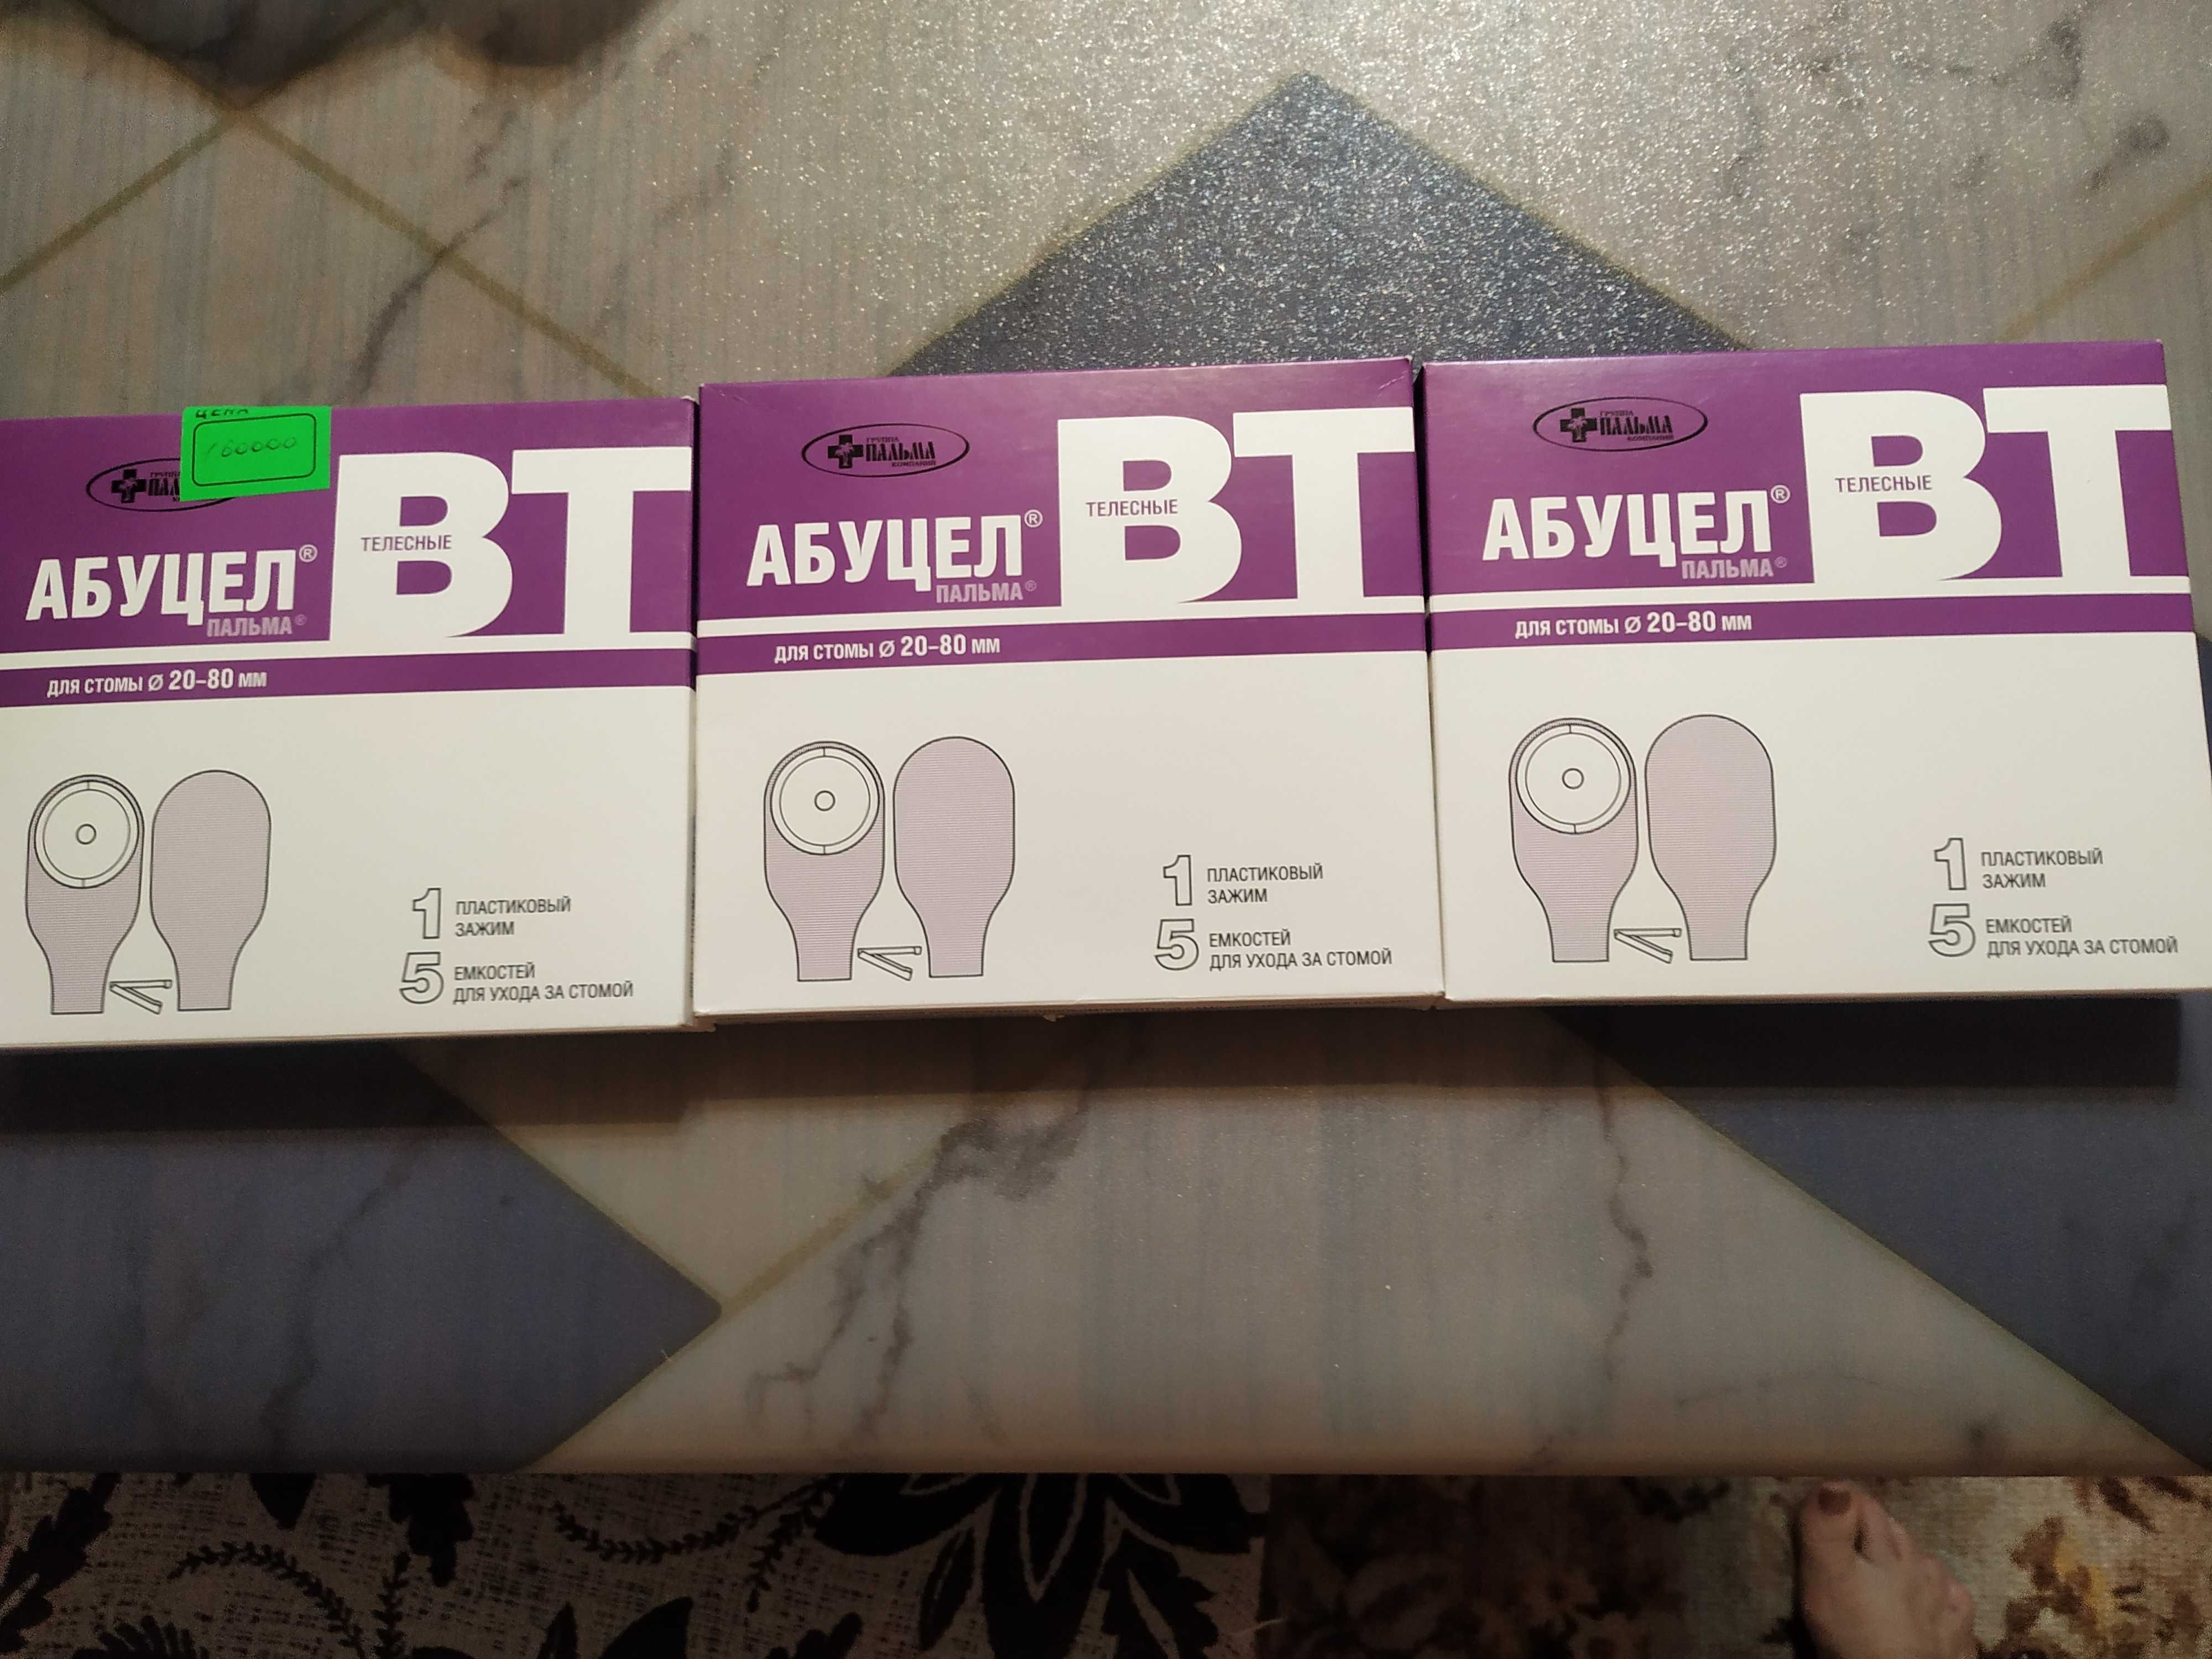 ЦЕНА
160000
ГРУППА
ПАЛ
АБУЦЕЛ®
ПАЛЬМА®
ТЕЛЕСНЫЕ
ВТ
ДЛЯ СТОМЫ Ø 20–80 ММ
1 ПЛАСТИКОВЫЙ
ЗАЖИМ
5 ЕМКОСТЕЙ
ДЛЯ УХОДА ЗА СТОМОЙ
ГРУППА
ПАЛЬМА
КОМПАНИЙ
АБУЦЕЛ®
ПАЛЬМА®
ТЕЛЕСНЫЕ
ВТ
ДЛЯ СТОМЫ Ø 20–80 ММ
1 ПЛАСТИКОВЫЙ
ЗАЖИМ
5 ЕМКОСТЕЙ
ДЛЯ УХОДА ЗА СТОМОЙ
ГРУППА
ПАЛЬМА
КОМПАНИЙ
АБУЦЕЛ®
ПАЛЬМА®
ТЕЛЕСНЫЕ
ВТ
ДЛЯ СТОМЫ Ø 20–80 ММ
1 ПЛАСТИКОВЫЙ
ЗАЖИМ
5 ЕМКОСТЕЙ
ДЛЯ УХОДА ЗА СТОМОЙ